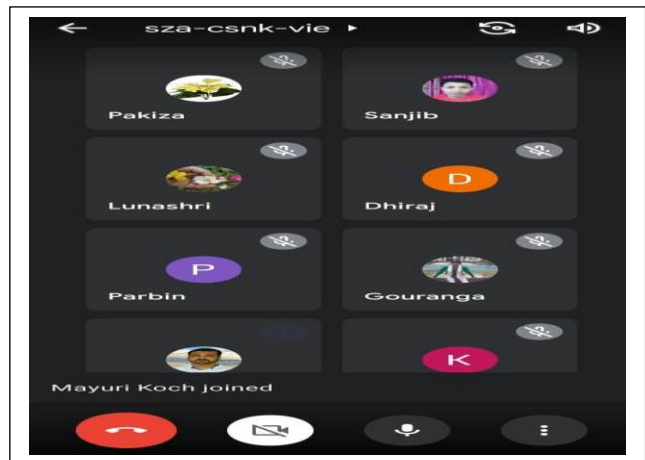 sza-csnk-vie
Pakiza
Sanjib
Lunashri
D
Dhiraj
P
Parbin
Gouranga
K
Mayuri Koch joined